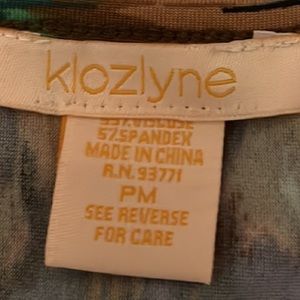 klozlyne
5%.SPANDEX
MADE IN CHINA
R.N. 93771
PM
SEE REVERSE
FOR CARE